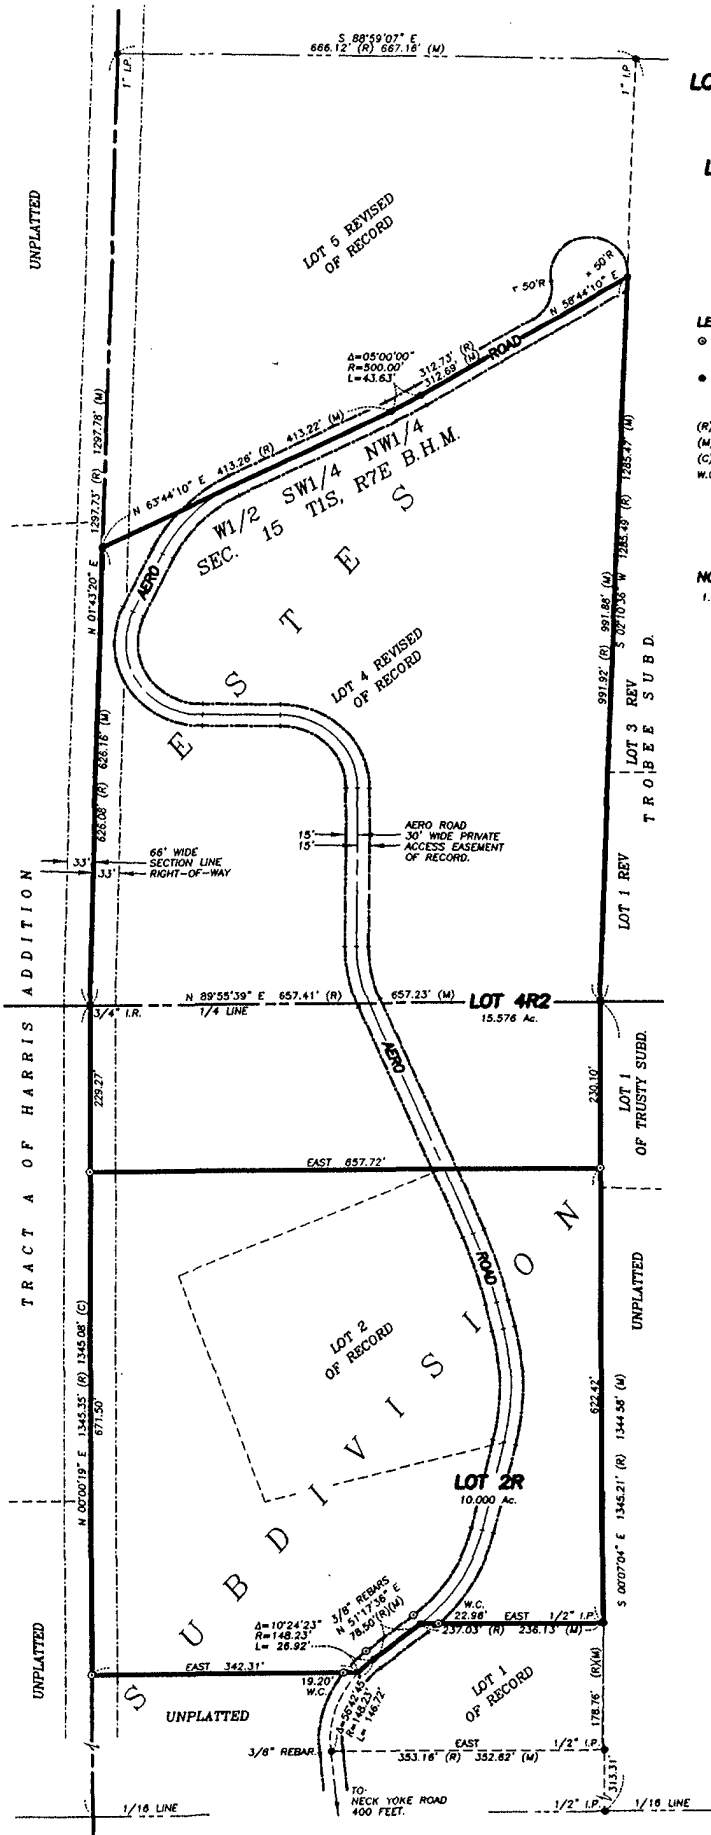 S 88°59'07" E
666.12' (R) 667.16' (M)
1" I.P.
1" I.P.
LO
L
UNPLATTED
LOT 5 REVISED
OF RECORD
r 50'R
50'R
N 58°44'10" E
LE
Δ=05°00'00"
R=500.00'
L=43.63'
312.73' (R)
312.69' (M)
ROAD
(R)
(M)
(C)
W.C
1297.73' (R) 1297.78' (M)
N 63°44'10" E 413.26' (R) 413.22' (M)
W1/2 SW1/4 NW1/4
SEC. 15 T1S, R7E B.H.M.
S 02°10'36" W 1285.49' (R) 1285.47' (M)
NO
1.
AERO
N 01°43'20" E
E S T E S
LOT 4 REVISED
OF RECORD
991.92' (R) 991.88' (M)
LOT 3 REV
TROBEE SUBD.
626.08' (R) 626.16' (M)
15'
15'
AERO ROAD
30' WIDE PRIVATE
ACCESS EASEMENT
OF RECORD.
33'
33'
66' WIDE
SECTION LINE
RIGHT-OF-WAY
LOT 1 REV
TRACT A OF HARRIS ADDITION
N 89°55'39" E 657.41' (R) 657.23' (M)
1/4 LINE
3/4" I.R.
LOT 4R2
15.576 Ac.
AERO
229.27'
230.10'
LOT 1
OF TRUSTY SUBD.
EAST 657.72'
ROAD
UNPLATTED
LOT 2
OF RECORD
S U B D I V I S I O N
N 00°00'19" E 1345.35' (R) 1345.08' (C)
671.50'
622.42'
S 00°07'04" E 1345.21' (R) 1344.58' (M)
LOT 2R
10.000 Ac.
3/8" REBARS
N 51°17'36" E
78.50'(R)(M)
Δ=10°24'23"
R=148.23'
L= 26.92'
W.C.
22.96' EAST 1/2" I.P.
237.03' (R) 236.13' (M)
UNPLATTED
EAST 342.31'
19.20'
W.C.
Δ=56°42'45"
R=148.23'
L= 146.72'
UNPLATTED
LOT 1
OF RECORD
178.76' (R)(M)
3/8" REBAR
EAST 1/2" I.P.
353.16' (R) 352.62' (M)
313.31'
TO
NECK YOKE ROAD
400 FEET.
1/16 LINE
1/2" I.P.
1/16 LINE